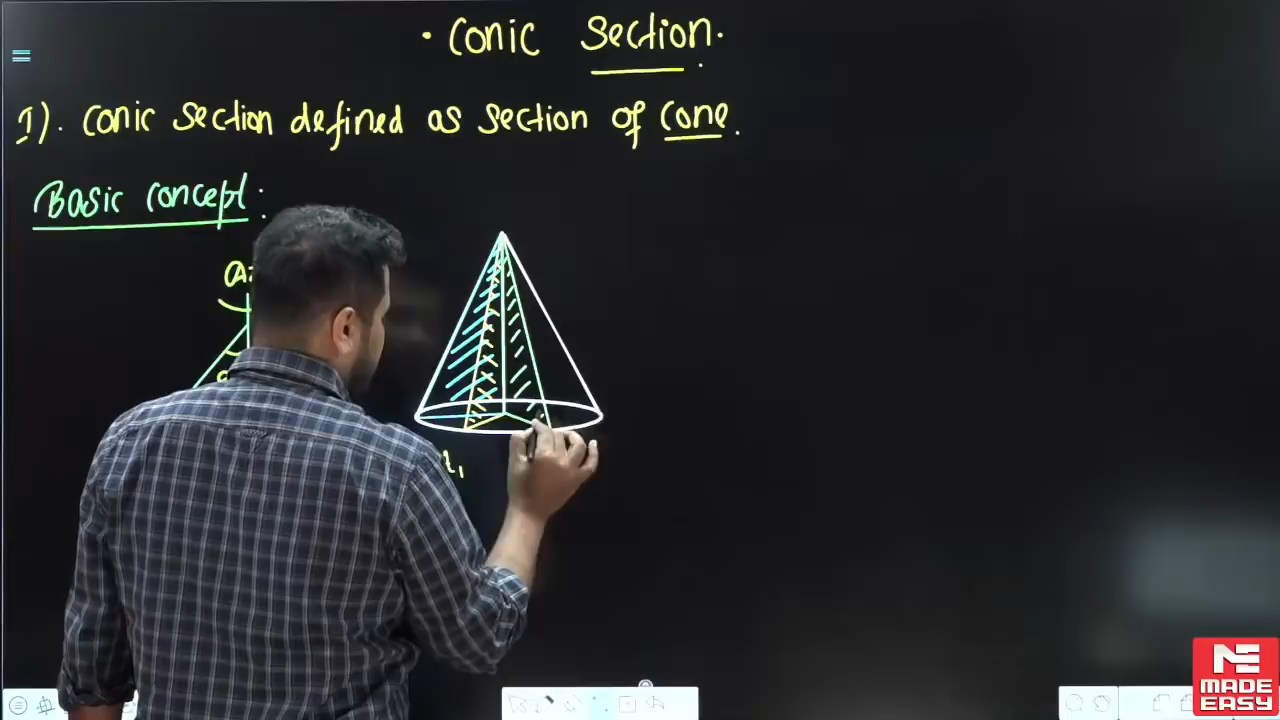 · Conic Section.
1). Conic section defined as section of cone.
Basic concept:
MADE
EASY